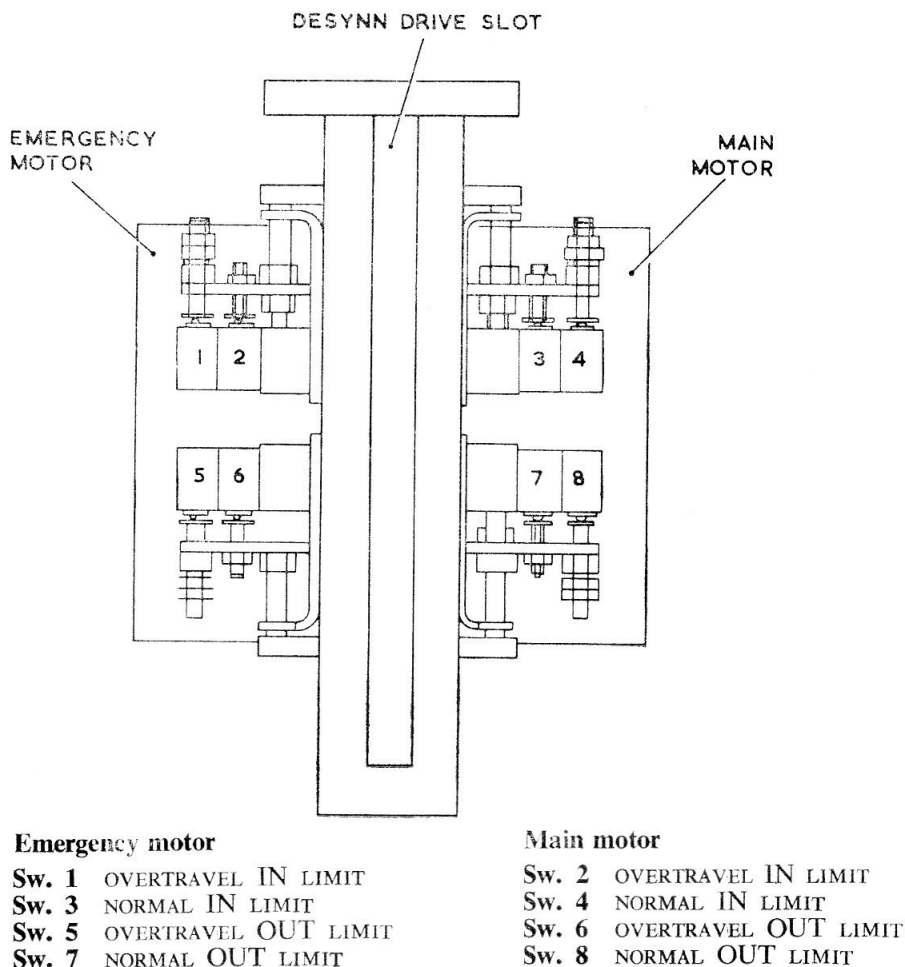 DESYNN DRIVE SLOT
EMERGENCY
MOTOR
MAIN
MOTOR
1 2 3 4
5 6 7 8
Emergency motor
Sw. 1 OVERTRAVEL IN LIMIT
Sw. 3 NORMAL IN LIMIT
Sw. 5 OVERTRAVEL OUT LIMIT
Sw. 7 NORMAL OUT LIMIT
Main motor
Sw. 2 OVERTRAVEL IN LIMIT
Sw. 4 NORMAL IN LIMIT
Sw. 6 OVERTRAVEL OUT LIMIT
Sw. 8 NORMAL OUT LIMIT